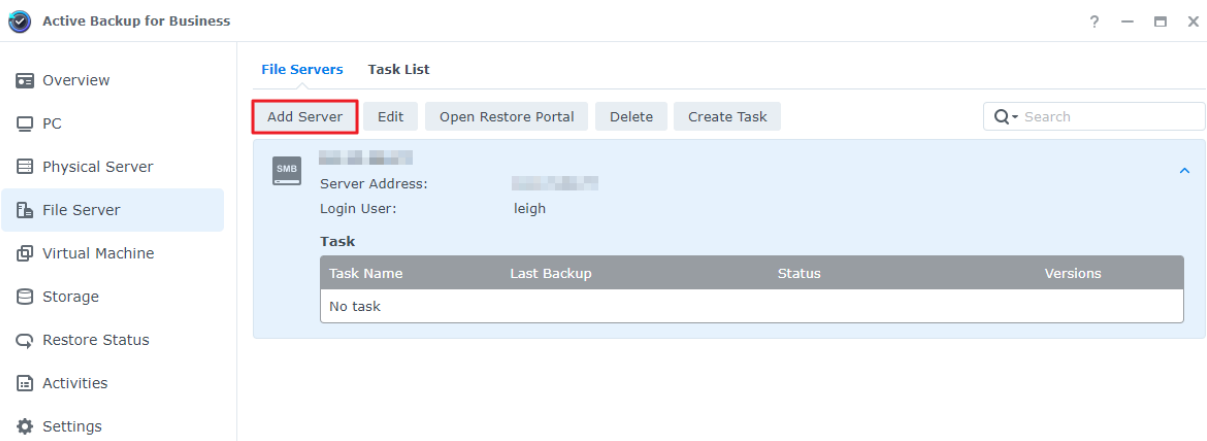 Active Backup for Business
?
Overview
PC
Physical Server
File Server
Virtual Machine
Storage
Restore Status
Activities
Settings
File Servers Task List
Add Server Edit Open Restore Portal Delete Create Task Search
SMB
Server Address:
Login User: leigh
Task
Task Name Last Backup Status Versions
No task